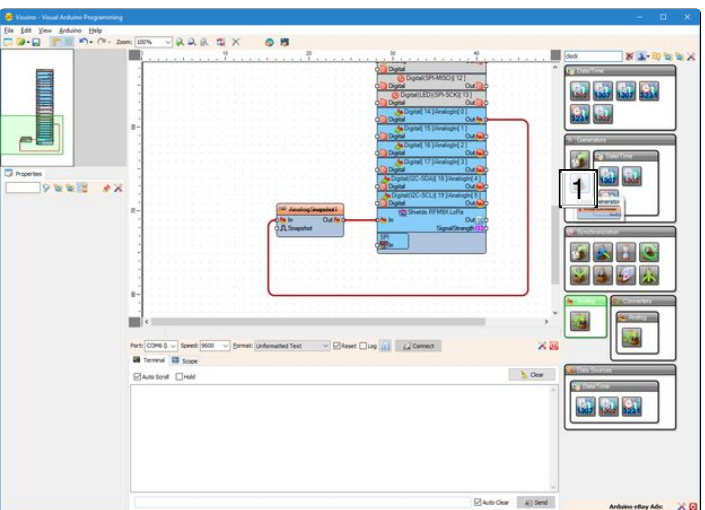 Visuino - Visual Arduino Programming
File Edit View Arduino Help
Zoom: 100%
10 20 30 40
clock
Date/Time
Generators
Date/Time
1
Generator
Synchronization
Analog
Converters
Analog
Data Sources
Date/Time
Properties
Digital
Digital(SPI-MISO)[ 12 ]
Digital Out
Digital(LED)(SPI-SCK)[ 13 ]
Digital Out
Digital[ 14 ]/AnalogIn[ 0 ]
Digital Out
Digital[ 15 ]/AnalogIn[ 1 ]
Digital Out
Digital[ 16 ]/AnalogIn[ 2 ]
Digital Out
Digital[ 17 ]/AnalogIn[ 3 ]
Digital Out
Digital(I2C-SDA)[ 18 ]/AnalogIn[ 4 ]
Digital Out
Digital(I2C-SCL)[ 19 ]/AnalogIn[ 5 ]
Digital Out
Shields RFM9X LoRa
In Out
SignalStrength
SPI
AnalogSnapshot1
In Out
Snapshot
Port: COM6 Speed: 9600 Format: Unformatted Text Reset Log Connect
Terminal Scope
Auto Scroll Hold Clear
Auto Clear Send
Arduino eBay Ads: